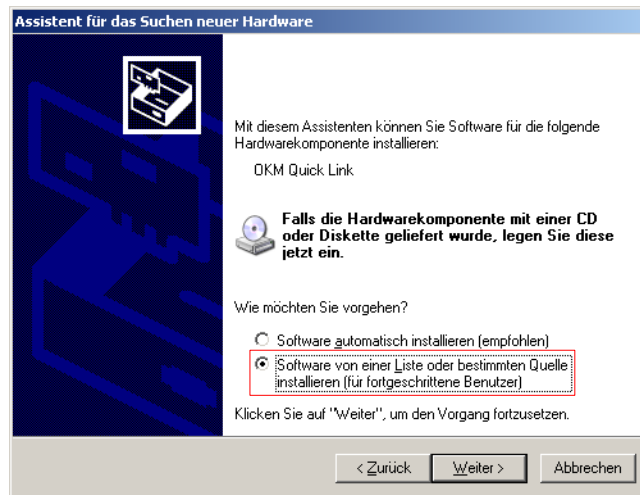 Assistent für das Suchen neuer Hardware
Mit diesem Assistenten können Sie Software für die folgende
Hardwarekomponente installieren:
OKM Quick Link
Falls die Hardwarekomponente mit einer CD
oder Diskette geliefert wurde, legen Sie diese
jetzt ein.
Wie möchten Sie vorgehen?
Software automatisch installieren (empfohlen)
Software von einer Liste oder bestimmten Quelle
installieren (für fortgeschrittene Benutzer)
Klicken Sie auf "Weiter", um den Vorgang fortzusetzen.
< Zurück Weiter > Abbrechen